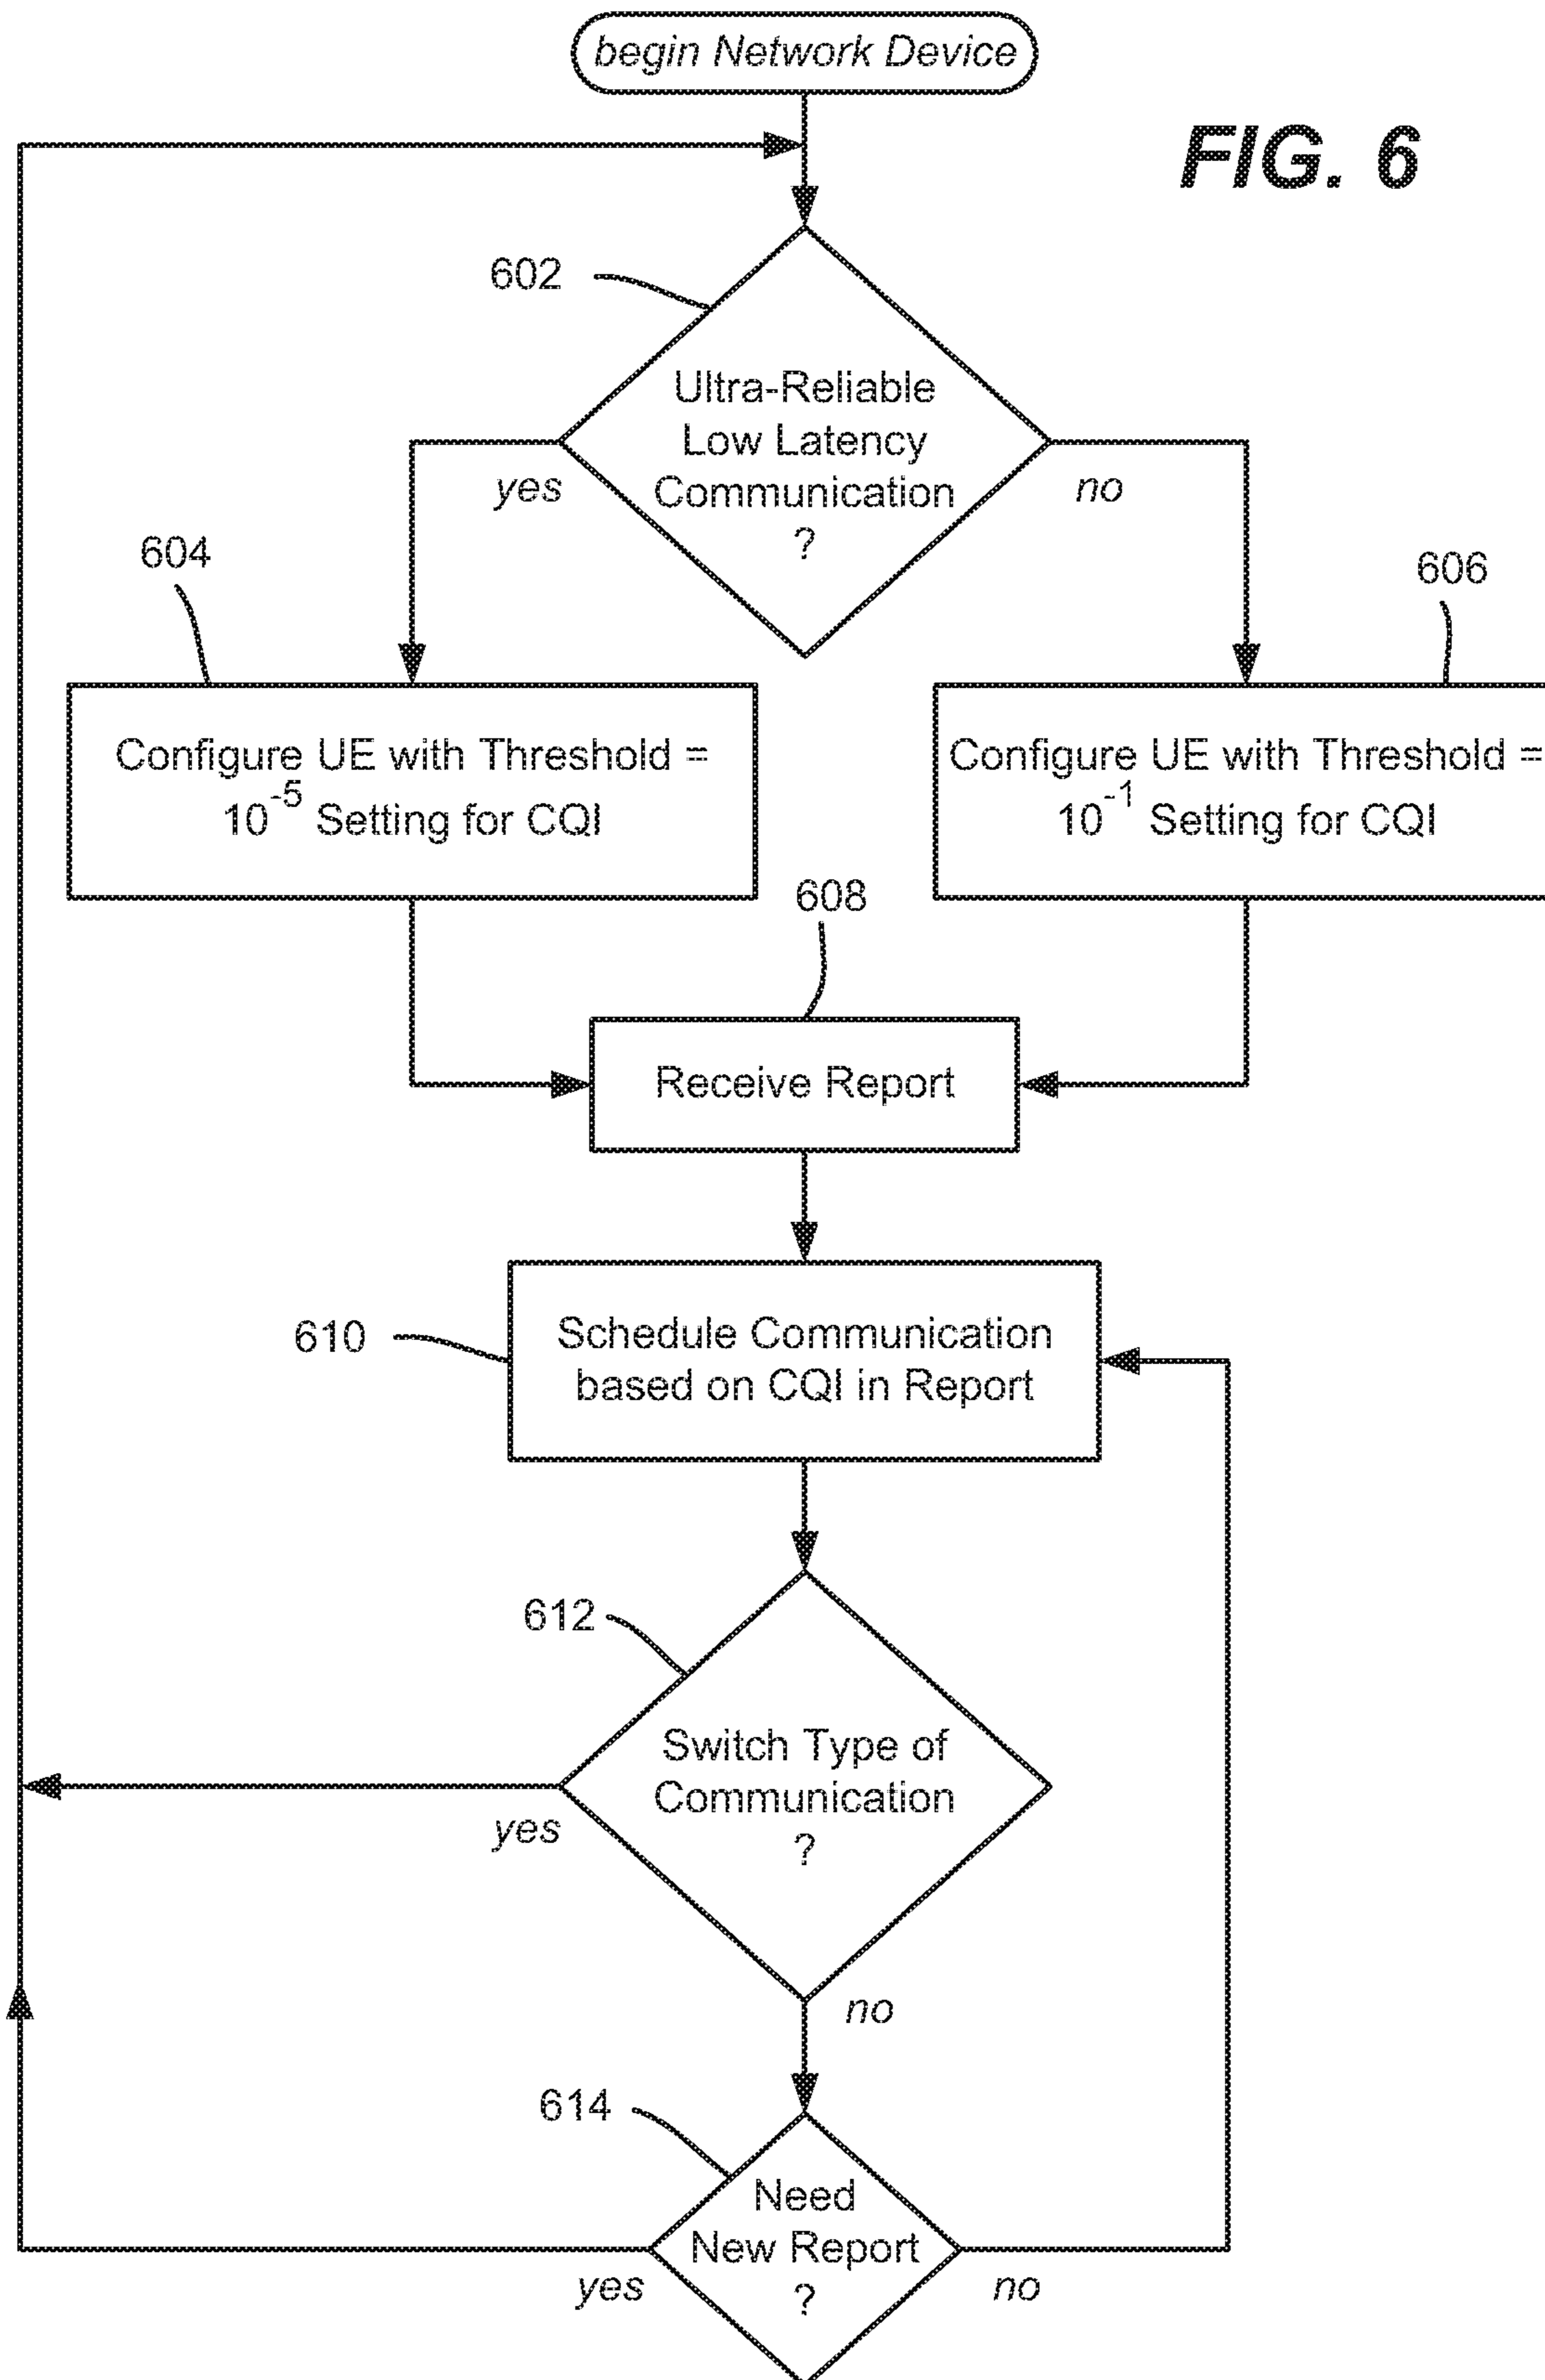 begin Network Device
FIG. 6
602
Ultra-Reliable
Low Latency
Communication
?
yes
no
604
606
Configure UE with Threshold =
10⁻⁵ Setting for CQI
Configure UE with Threshold =
10⁻¹ Setting for CQI
608
Receive Report
610
Schedule Communication
based on CQI in Report
612
Switch Type of
Communication
?
yes
no
614
Need
New Report
?
yes
no